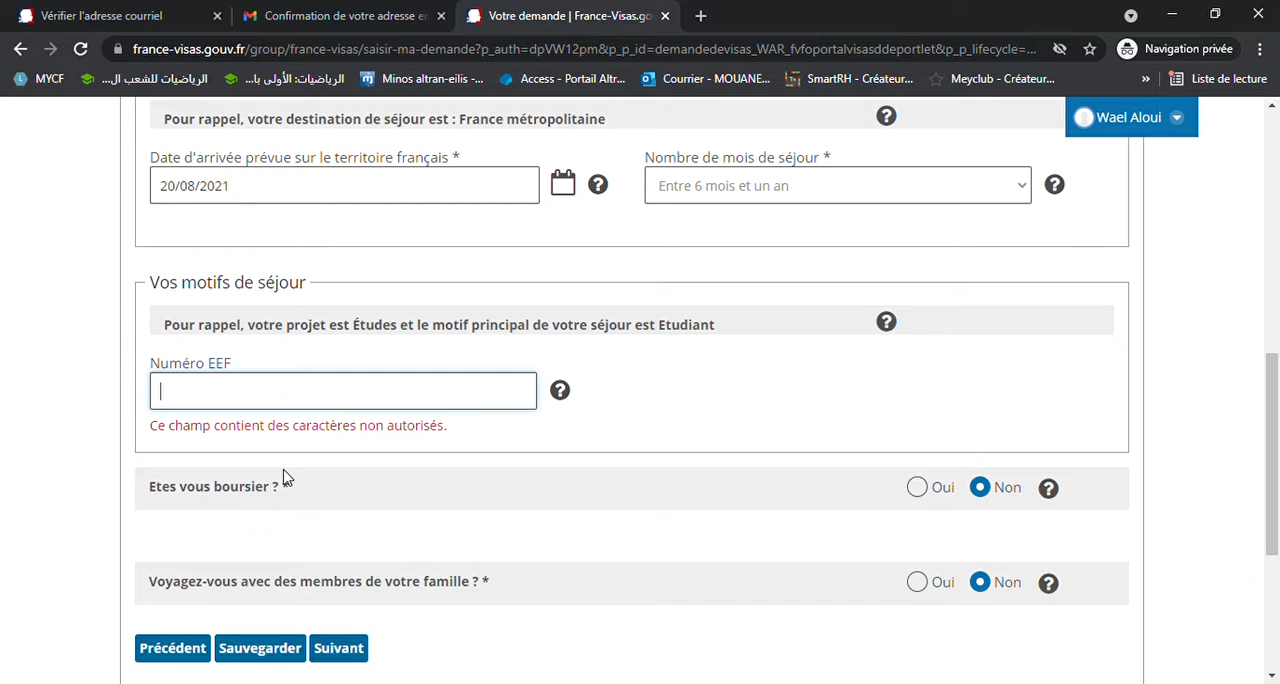 Vérifier l'adresse courriel
Confirmation de votre adresse e
Votre demande | France-Visas.go
france-visas.gouv.fr/group/france-visas/saisir-ma-demande?p_auth=dpVW12pm&p_p_id=demandedevisas_WAR_fvfoportalvisasddeportlet&p_p_lifecycle=...
Navigation privée
MYCF
الرياضيات للشعب ال...
الرياضيات: الأولى با...
Minos altran-eilis -...
Access - Portail Altr...
Courrier - MOUANE...
SmartRH - Créateur...
Meyclub - Créateur...
»
Liste de lecture
Wael Aloui
Pour rappel, votre destination de séjour est : France métropolitaine
Date d'arrivée prévue sur le territoire français *
Nombre de mois de séjour *
20/08/2021
Entre 6 mois et un an
Vos motifs de séjour
Pour rappel, votre projet est Études et le motif principal de votre séjour est Etudiant
Numéro EEF
Ce champ contient des caractères non autorisés.
Etes vous boursier ? *
Oui
Non
Voyagez-vous avec des membres de votre famille ? *
Oui
Non
Précédent
Sauvegarder
Suivant